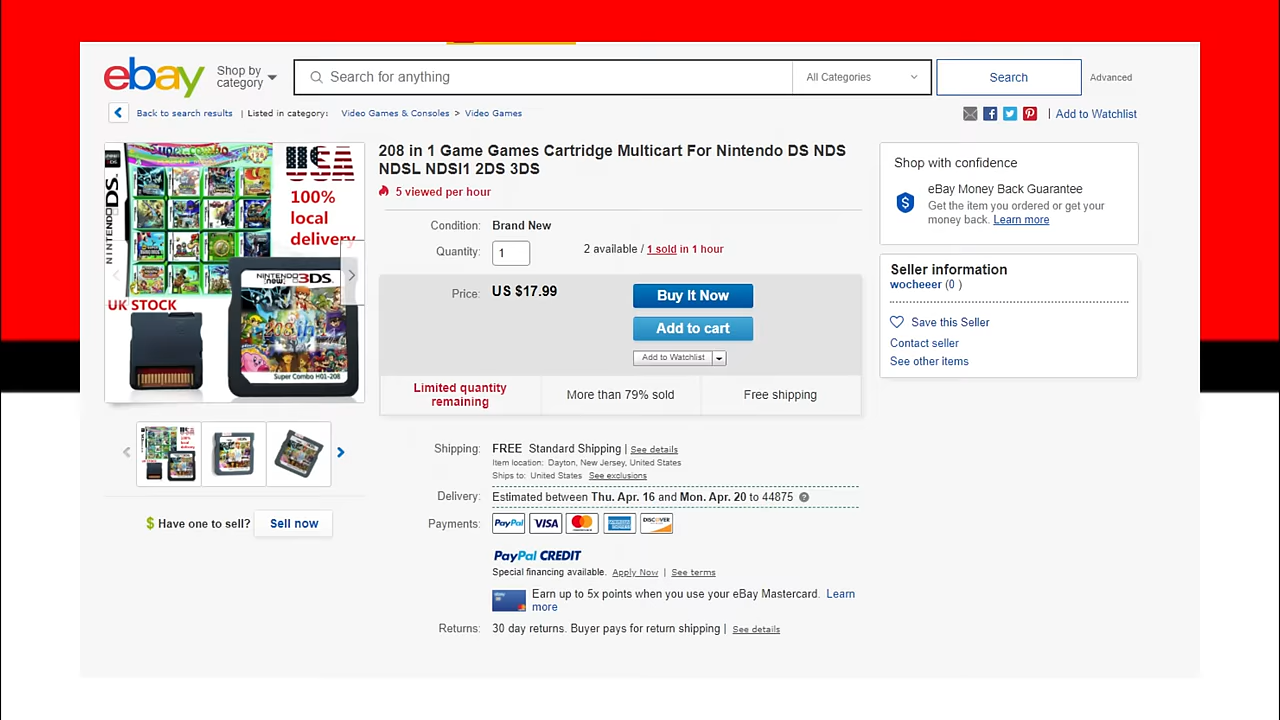 ebay
Shop by
category
Search for anything
All Categories
Search
Advanced
Back to search results | Listed in category: Video Games & Consoles > Video Games
| Add to Watchlist
208 in 1 Game Games Cartridge Multicart For Nintendo DS NDS
NDSL NDSI1 2DS 3DS
5 viewed per hour
NINTENDO DS
Super combo
USA
100%
local
delivery
UK STOCK
NINTENDO 3DS
new
208
Super Combo H01-208
Condition: Brand New
Quantity: 1
2 available / 1 sold in 1 hour
Price: US $17.99
Buy It Now
Add to cart
Add to Watchlist
Limited quantity
remaining
More than 79% sold
Free shipping
Shipping: FREE Standard Shipping | See details
Item location: Dayton, New Jersey, United States
Ships to: United States See exclusions
Delivery: Estimated between Thu. Apr. 16 and Mon. Apr. 20 to 44875
Payments: PayPal VISA MasterCard DISCOVER
PayPal CREDIT
Special financing available. Apply Now | See terms
Earn up to 5x points when you use your eBay Mastercard. Learn
more
Returns: 30 day returns. Buyer pays for return shipping | See details
$ Have one to sell? Sell now
Shop with confidence
eBay Money Back Guarantee
Get the item you ordered or get your
money back. Learn more
Seller information
wocheeer (0 )
Save this Seller
Contact seller
See other items